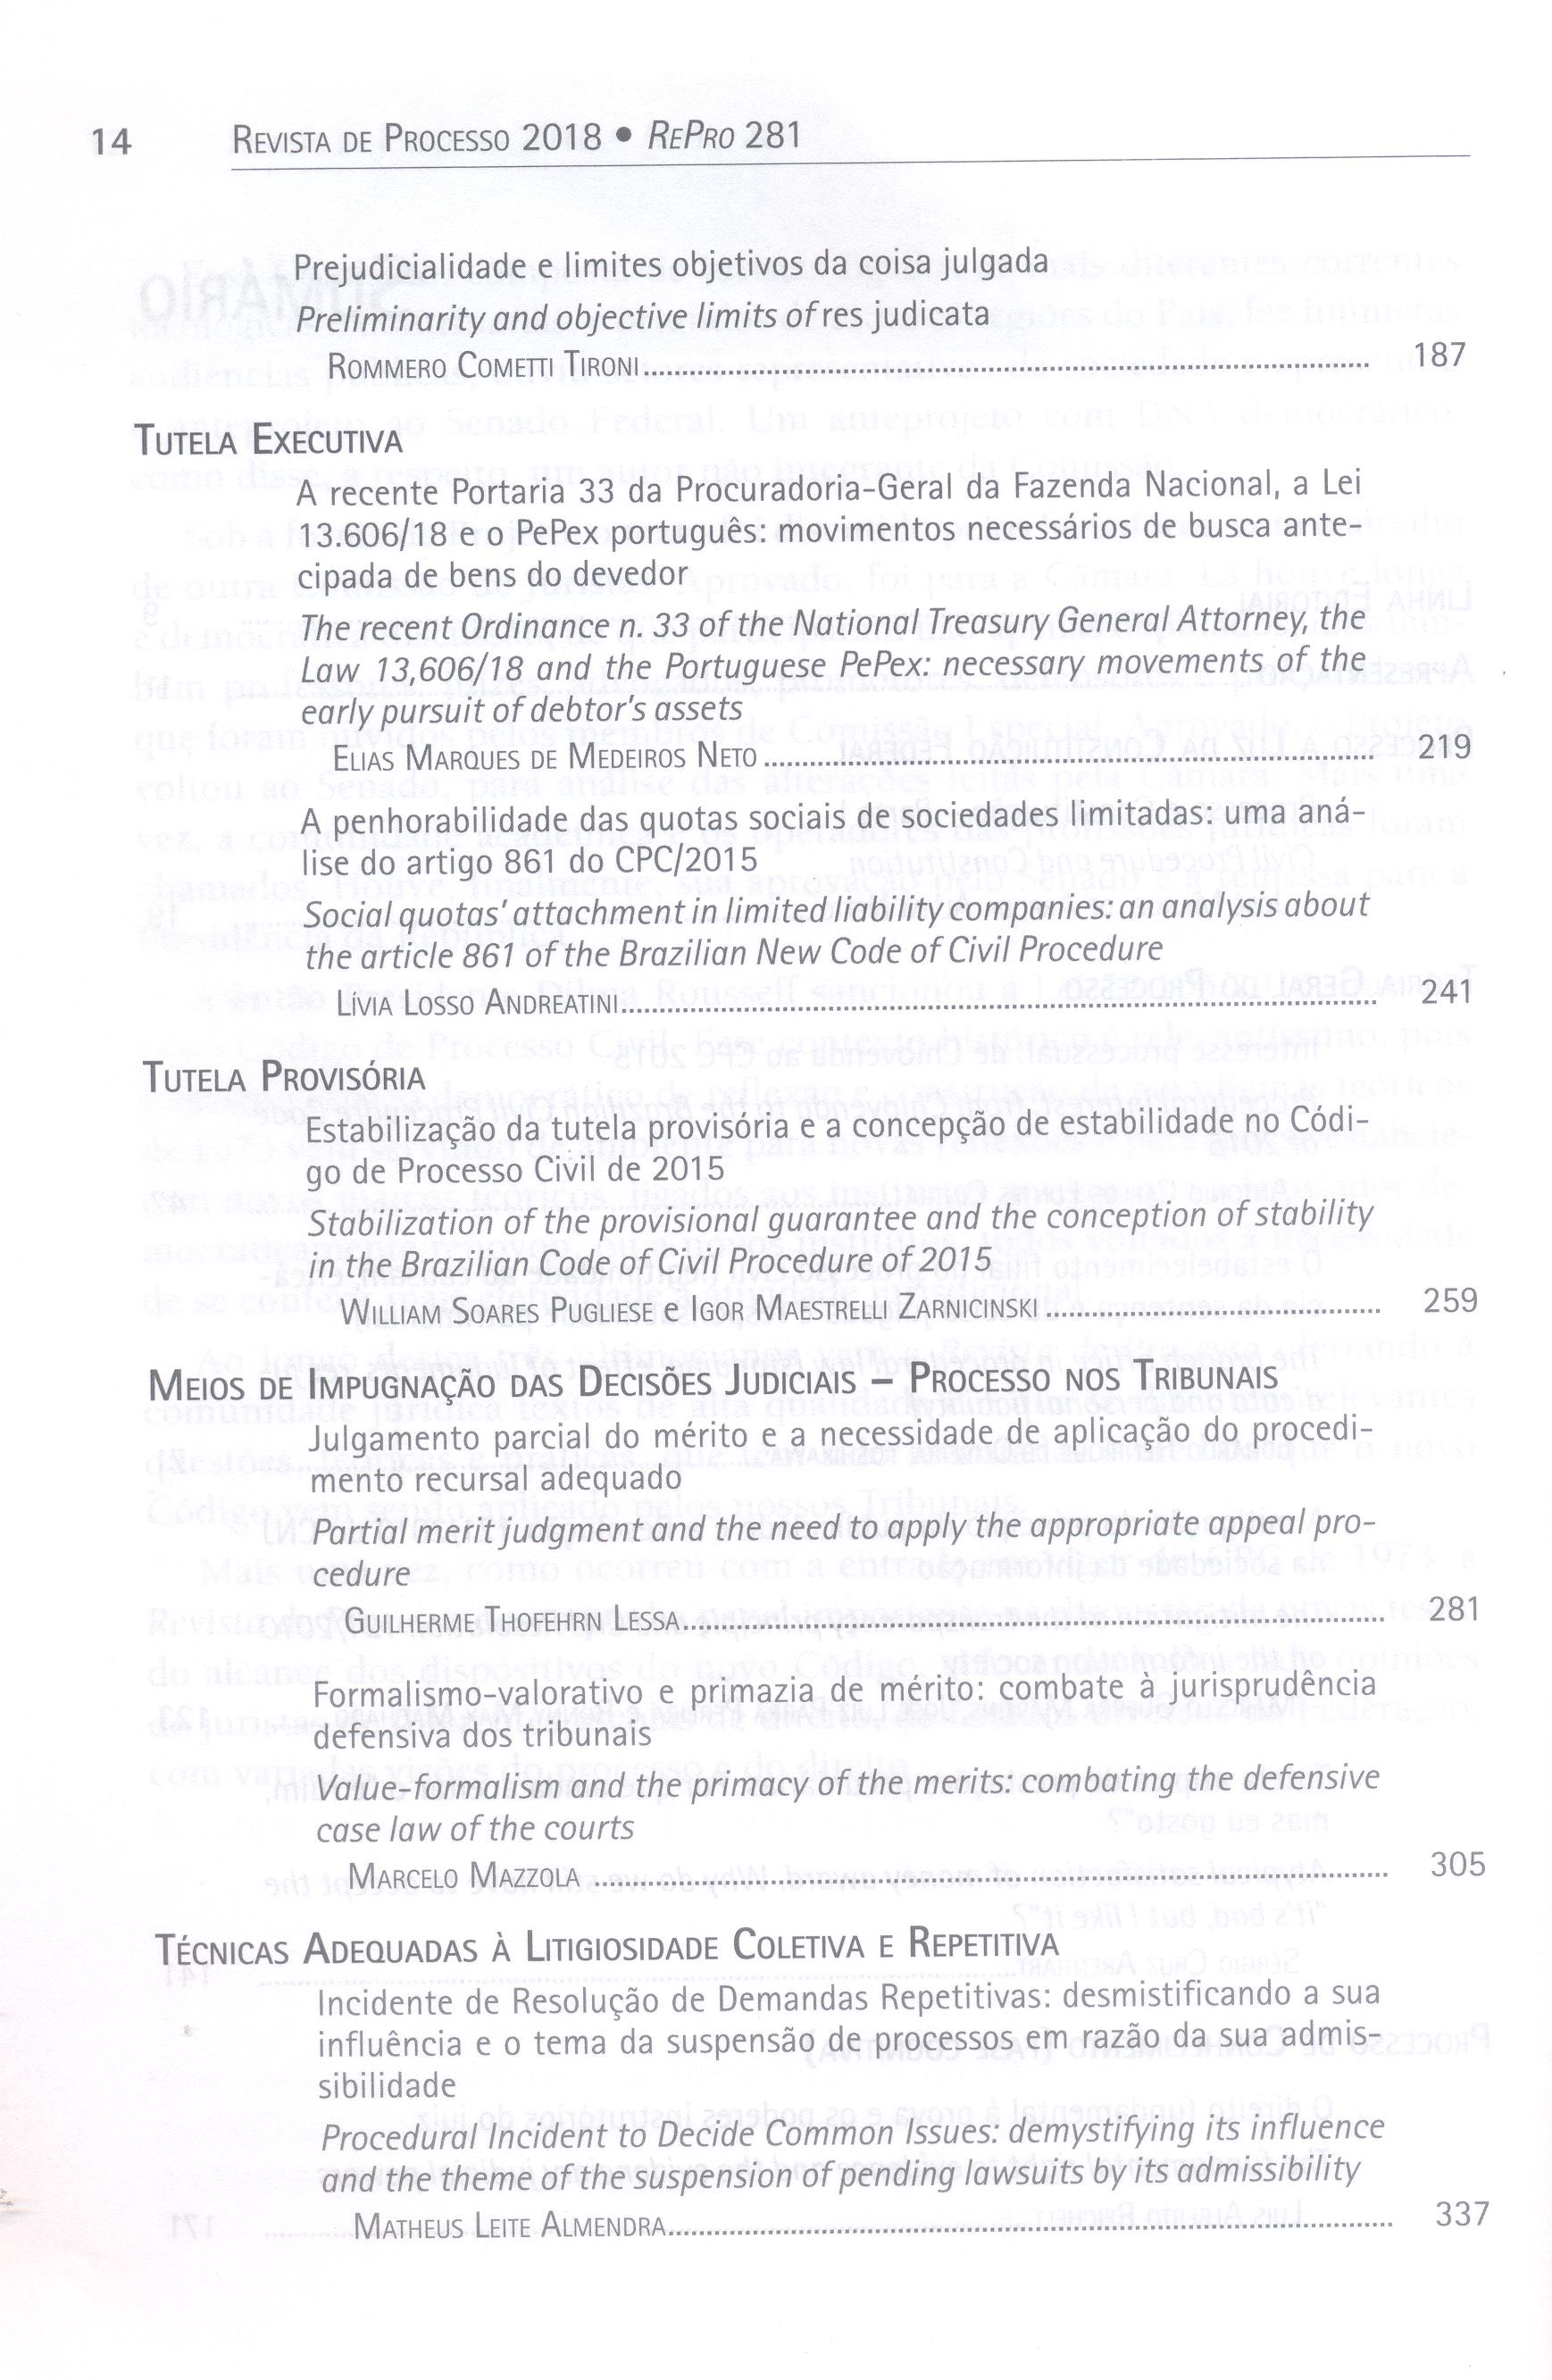 14 REVISTA DE PROCESSO 2018 • REPRO 281
Prejudicialidade e limites objetivos da coisa julgada
Preliminarity and objective limits of res judicata
ROMMERO COMETTI TIRONI 187
TUTELA EXECUTIVA
A recente Portaria 33 da Procuradoria-Geral da Fazenda Nacional, a Lei
13.606/18 e o PePex português: movimentos necessários de busca ante-
cipada de bens do devedor
The recent Ordinance n. 33 of the National Treasury General Attorney, the
Law 13,606/18 and the Portuguese PePex: necessary movements of the
early pursuit of debtor's assets
ELIAS MARQUES DE MEDEIROS NETO 219
A penhorabilidade das quotas sociais de sociedades limitadas: uma aná-
lise do artigo 861 do CPC/2015
Social quotas' attachment in limited liability companies: an analysis about
the article 861 of the Brazilian New Code of Civil Procedure
LÍVIA LOSSO ANDREATINI 241
TUTELA PROVISÓRIA
Estabilização da tutela provisória e a concepção de estabilidade no Códi-
go de Processo Civil de 2015
Stabilization of the provisional guarantee and the conception of stability
in the Brazilian Code of Civil Procedure of 2015
WILLIAM SOARES PUGLIESE e IGOR MAESTRELLI ZARNICINSKI 259
MEIOS DE IMPUGNAÇÃO DAS DECISÕES JUDICIAIS – PROCESSO NOS TRIBUNAIS
Julgamento parcial do mérito e a necessidade de aplicação do procedi-
mento recursal adequado
Partial merit judgment and the need to apply the appropriate appeal pro-
cedure
GUILHERME THOFEHRN LESSA 281
Formalismo-valorativo e primazia de mérito: combate à jurisprudência
defensiva dos tribunais
Value-formalism and the primacy of the merits: combating the defensive
case law of the courts
MARCELO MAZZOLA 305
TÉCNICAS ADEQUADAS À LITIGIOSIDADE COLETIVA E REPETITIVA
Incidente de Resolução de Demandas Repetitivas: desmistificando a sua
influência e o tema da suspensão de processos em razão da sua admis-
sibilidade
Procedural Incident to Decide Common Issues: demystifying its influence
and the theme of the suspension of pending lawsuits by its admissibility
MATHEUS LEITE ALMENDRA 337